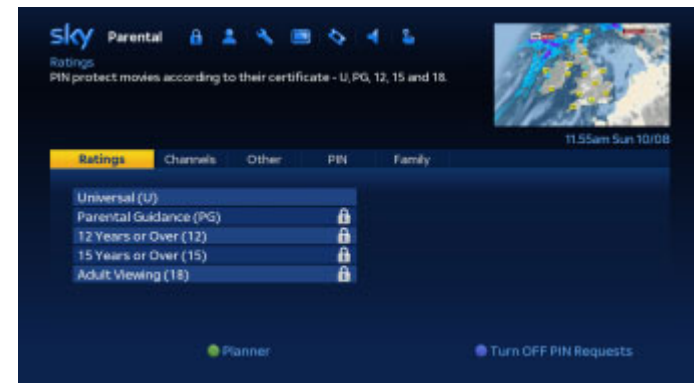 sky Parental
Ratings
PIN protect movies according to their certificate - U, PG, 12, 15 and 18.
11.55am Sun 10/08
Ratings Channels Other PIN Family
Universal (U)
Parental Guidance (PG)
12 Years or Over (12)
15 Years or Over (15)
Adult Viewing (18)
Planner Turn OFF PIN Requests